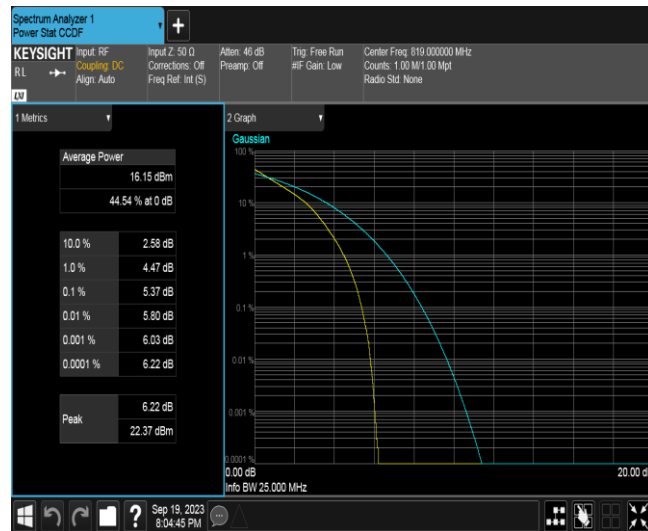 Spectrum Analyzer 1
Power Stat CCDF
+
KEYSIGHT
RL
LXI
Input: RF
Coupling: DC
Align: Auto
Input Z: 50 Ω
Corrections: Off
Freq Ref: Int (S)
Atten: 46 dB
Preamp: Off
Trig: Free Run
#IF Gain: Low
Center Freq: 819.000000 MHz
Counts: 1.00 M/1.00 Mpt
Radio Std: None
1 Metrics
Average Power
16.15 dBm
44.54 % at 0 dB
10.0 % 2.58 dB
1.0 % 4.47 dB
0.1 % 5.37 dB
0.01 % 5.80 dB
0.001 % 6.03 dB
0.0001 % 6.22 dB
Peak
6.22 dB
22.37 dBm
2 Graph
Gaussian
100 %
10 %
1 %
0.1 %
0.01 %
0.001 %
0.0001 %
0.00 dB 20.00 d
Info BW 25.000 MHz
?
Sep 19, 2023
8:04:45 PM